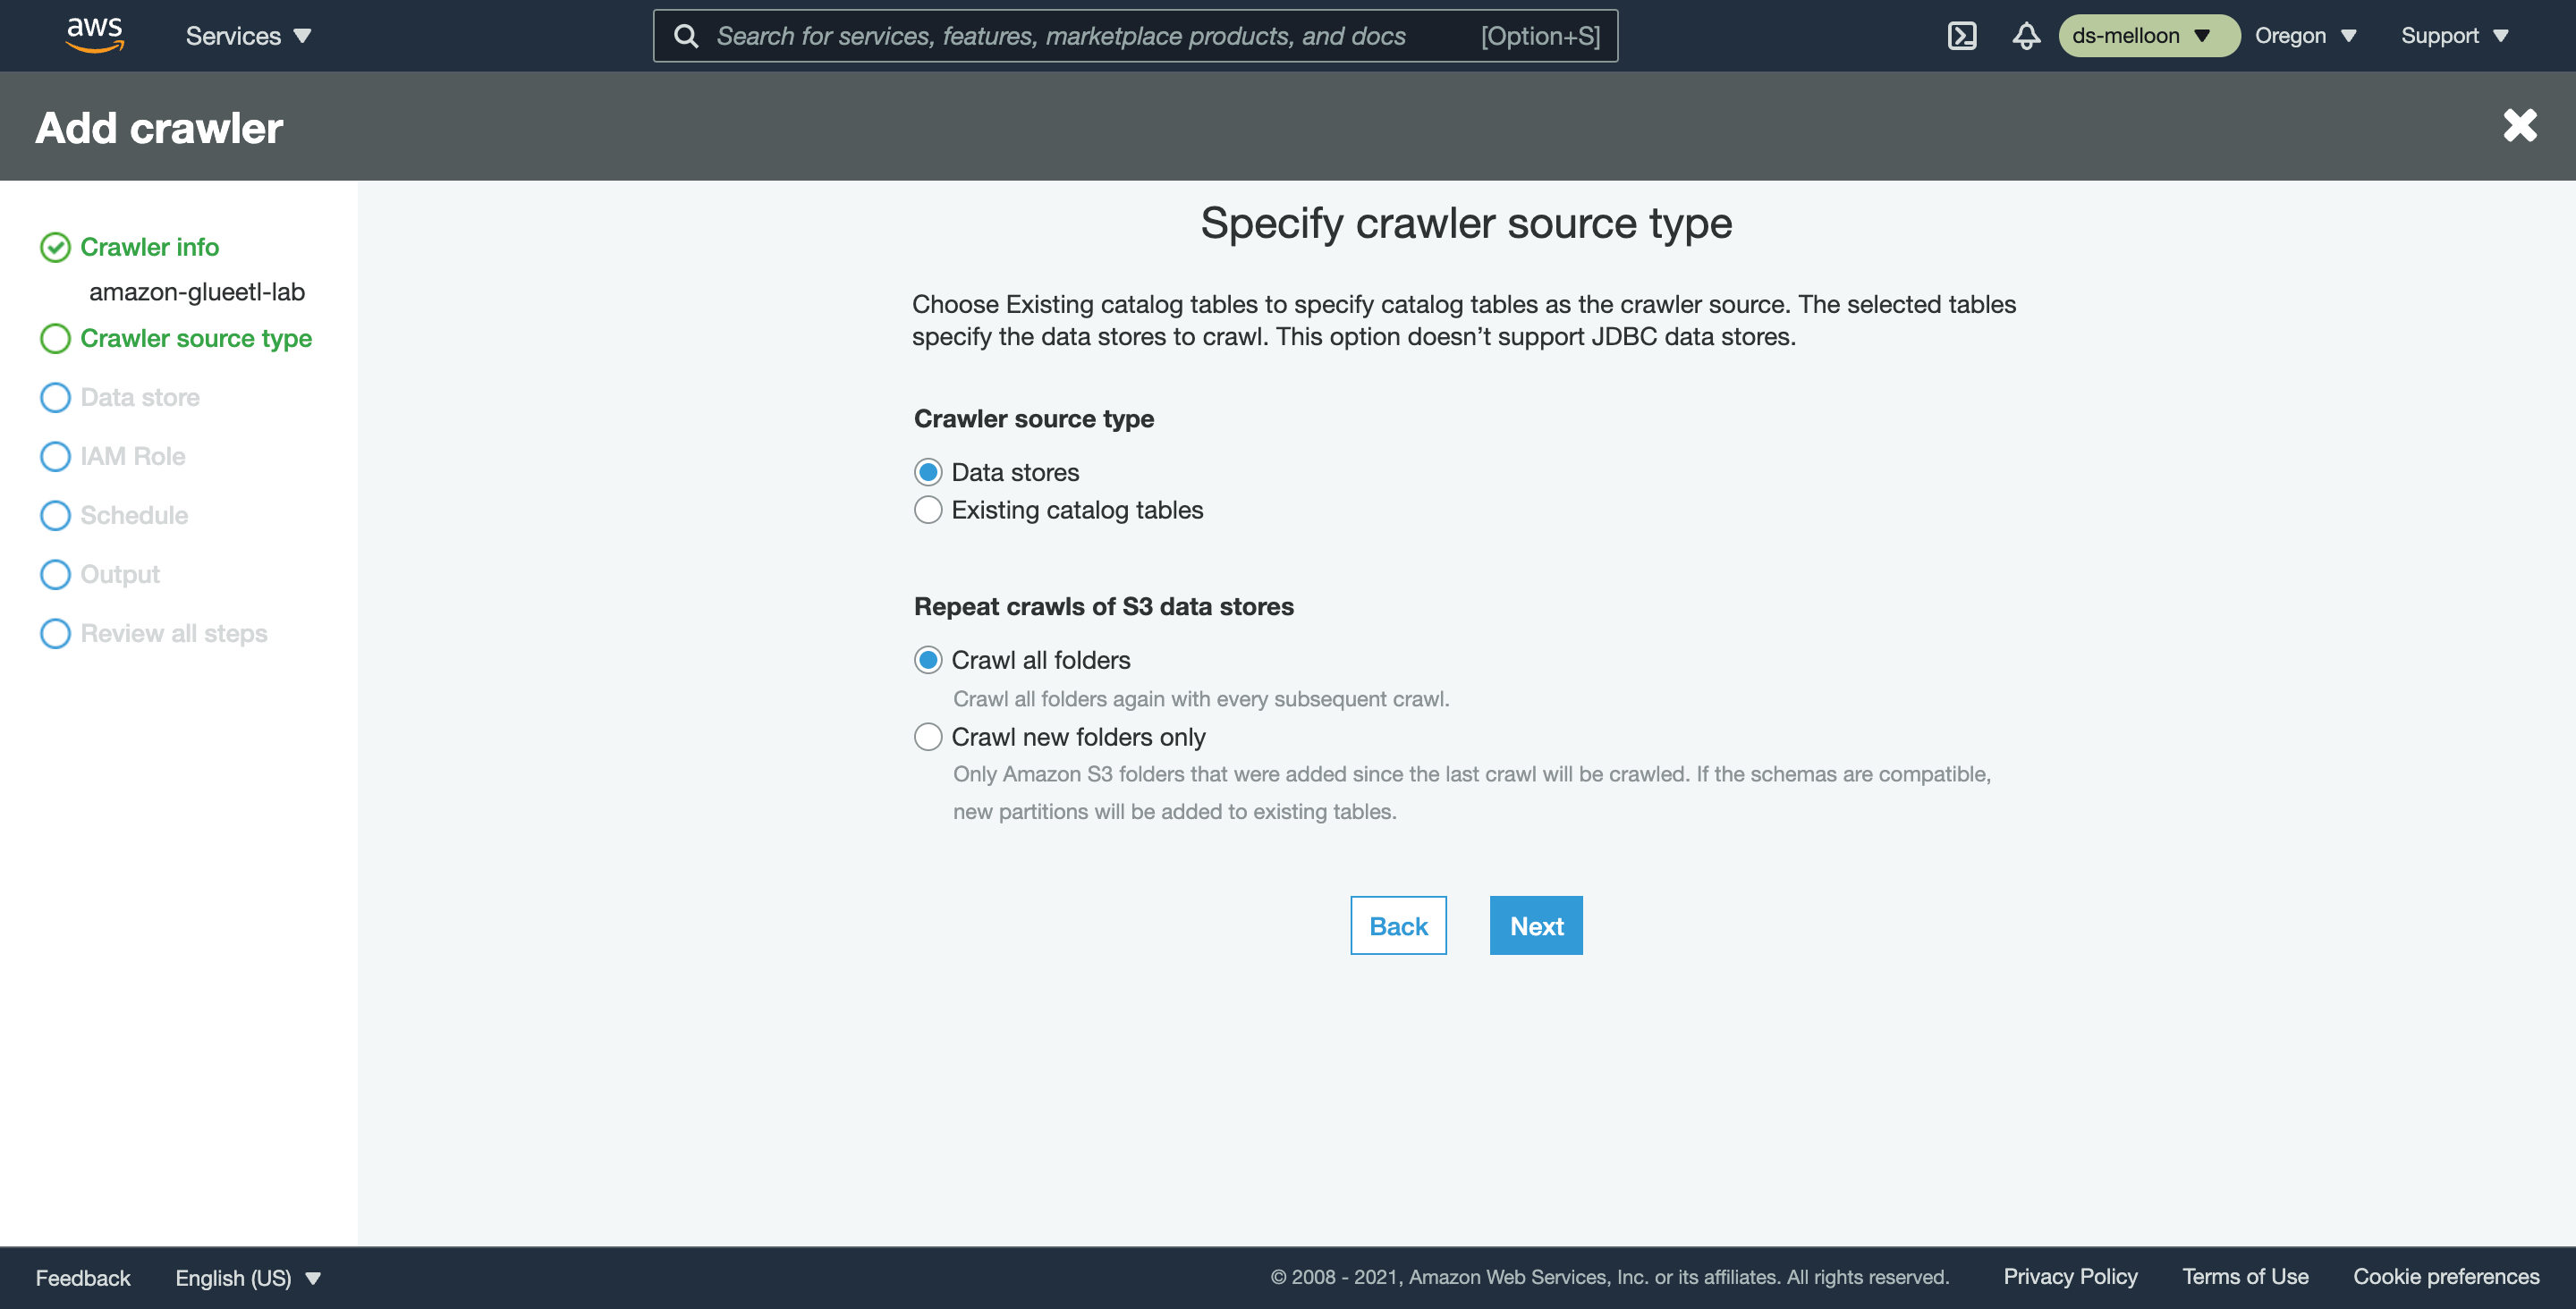 aws
Services
Search for services, features, marketplace products, and docs
[Option+S]
ds-melloon
Oregon
Support
Add crawler
Crawler info
amazon-glueetl-lab
Crawler source type
Data store
IAM Role
Schedule
Output
Review all steps
Specify crawler source type
Choose Existing catalog tables to specify catalog tables as the crawler source. The selected tables
specify the data stores to crawl. This option doesn’t support JDBC data stores.
Crawler source type
Data stores
Existing catalog tables
Repeat crawls of S3 data stores
Crawl all folders
Crawl all folders again with every subsequent crawl.
Crawl new folders only
Only Amazon S3 folders that were added since the last crawl will be crawled. If the schemas are compatible,
new partitions will be added to existing tables.
Back
Next
Feedback
English (US)
© 2008 - 2021, Amazon Web Services, Inc. or its affiliates. All rights reserved.
Privacy Policy
Terms of Use
Cookie preferences